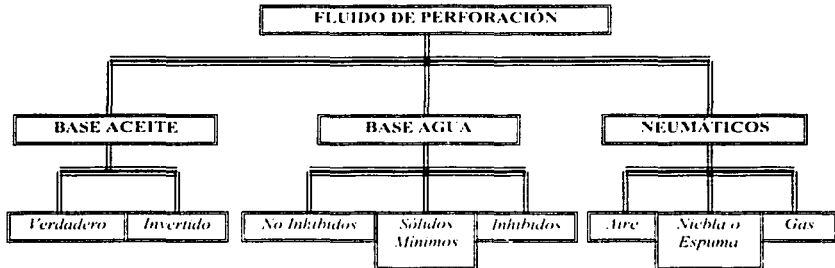 FLUIDO DE PERFORACIÓN
BASE ACEITE
BASE AGUA
NEUMÁTICOS
Verdadero
Invertido
No Inhibidos
Sólidos
Mínimos
Inhibidos
Aire
Niebla o
Espuma
Gas